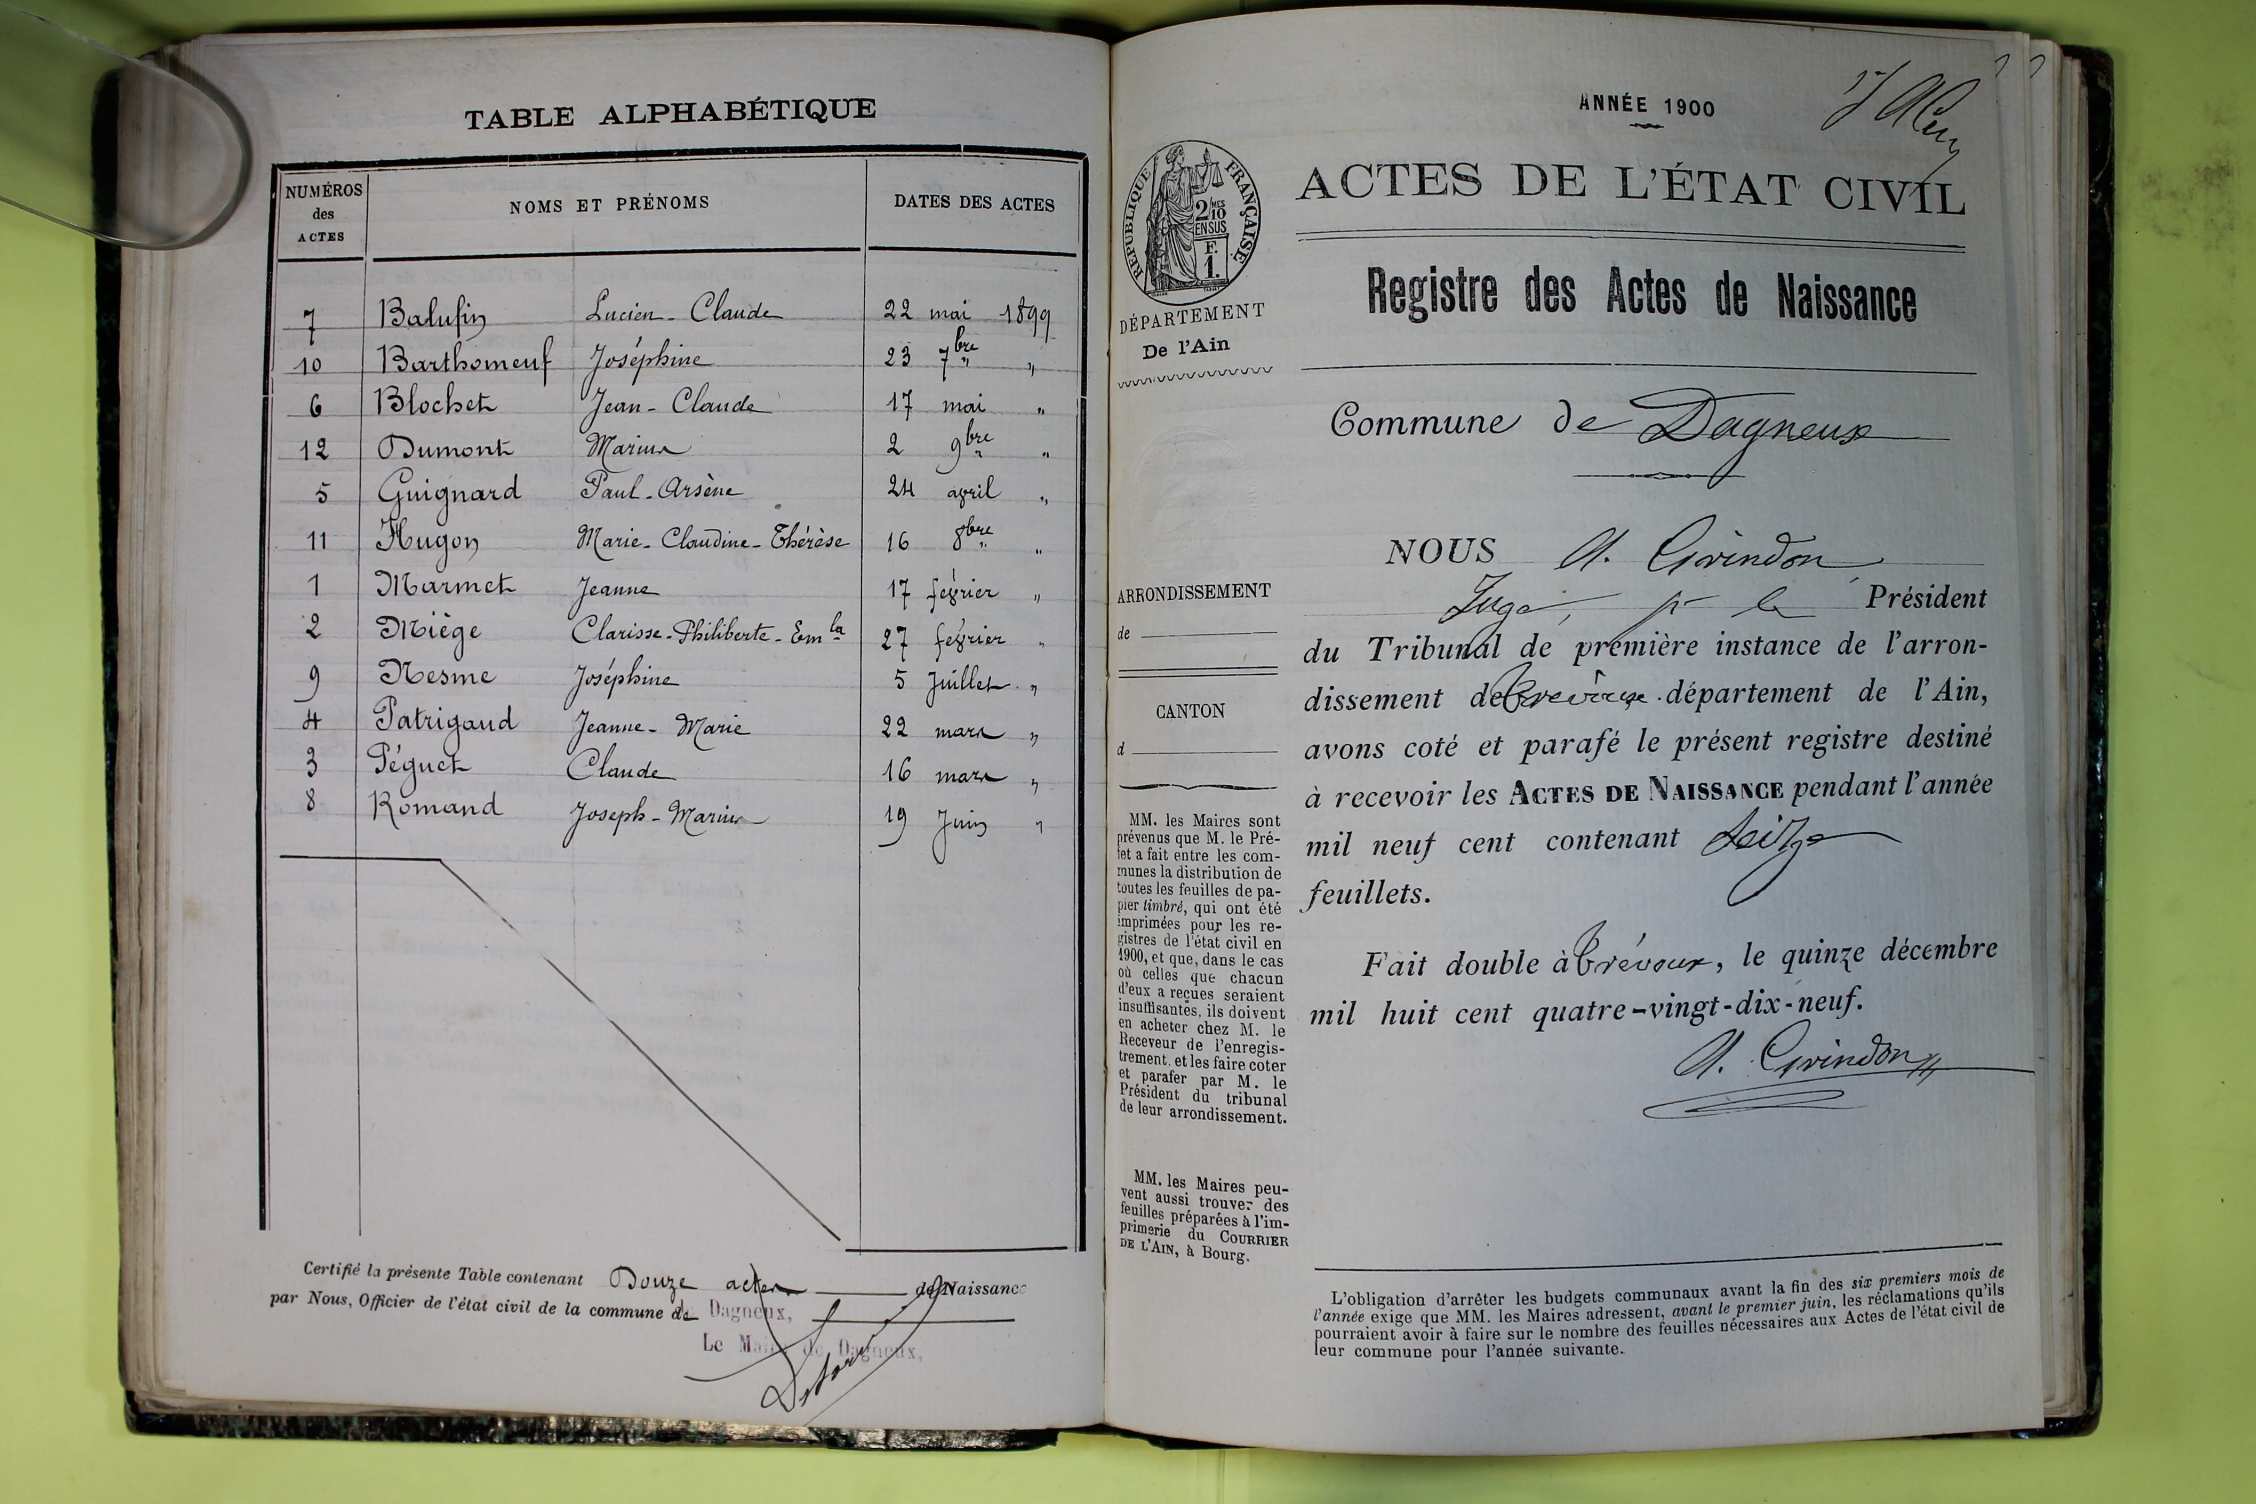 TABLE ALPHABÉTIQUE
NUMÉROS des ACTES NOMS ET PRÉNOMS DATES DES ACTES
7 Balufin Lucien-Claude 22 mai 1899
10 Barthomeuf Joséphine 23 7bre "
6 Blochet Jean-Claude 17 mai "
12 Dumont Marius 2 9bre "
5 Guignard Paul-Arsène 24 avril "
11 Hugon Marie-Claudine-Thérèse 16 8bre "
1 Marmet Jeanne 17 février "
2 Miège Clarisse-Philiberte-Emla 27 février "
9 Nesme Joséphine 5 Juillet "
4 Patrigaud Jeanne-Marie 22 mars "
3 Péguet Claude 16 mars "
8 Romand Joseph-Marius 19 Juin "
Certifié la présente Table contenant Douze actes de Naissance
par Nous, Officier de l'état civil de la commune de Dagneux,
Le Maire de Dagneux,
ANNÉE 1900
ACTES DE L'ÉTAT CIVIL
RÉPUBLIQUE FRANÇAISE
2 MES
10
EN SUS
F.
1.
DÉPARTEMENT
De l'Ain
Registre des Actes de Naissance
Commune de Dagneux
ARRONDISSEMENT
de
CANTON
d
MM. les Maires sont
prévenus que M. le Pré-
fet a fait entre les com-
munes la distribution de
toutes les feuilles de pa-
pier timbré, qui ont été
imprimées pour les re-
gistres de l'état civil en
1900, et que, dans le cas
où celles que chacun
d'eux a reçues seraient
insuffisantes, ils doivent
en acheter chez M. le
Receveur de l'enregis-
trement, et les faire coter
et parafer par M. le
Président du tribunal
de leur arrondissement.
MM. les Maires peu-
vent aussi trouver des
feuilles préparées à l'im-
primerie du COURRIER
DE L'AIN, à Bourg.
NOUS A. Grindon
Juge, pr le Président
du Tribunal de première instance de l'arron-
dissement de Trévoux département de l'Ain,
avons coté et parafé le présent registre destiné
à recevoir les ACTES DE NAISSANCE pendant l'année
mil neuf cent contenant Seize
feuillets.
Fait double à Trévoux, le quinze décembre
mil huit cent quatre-vingt-dix-neuf.
A. Grindon
L'obligation d'arrêter les budgets communaux avant la fin des six premiers mois de
l'année exige que MM. les Maires adressent, avant le premier juin, les réclamations qu'ils
pourraient avoir à faire sur le nombre des feuilles nécessaires aux Actes de l'état civil de
leur commune pour l'année suivante.